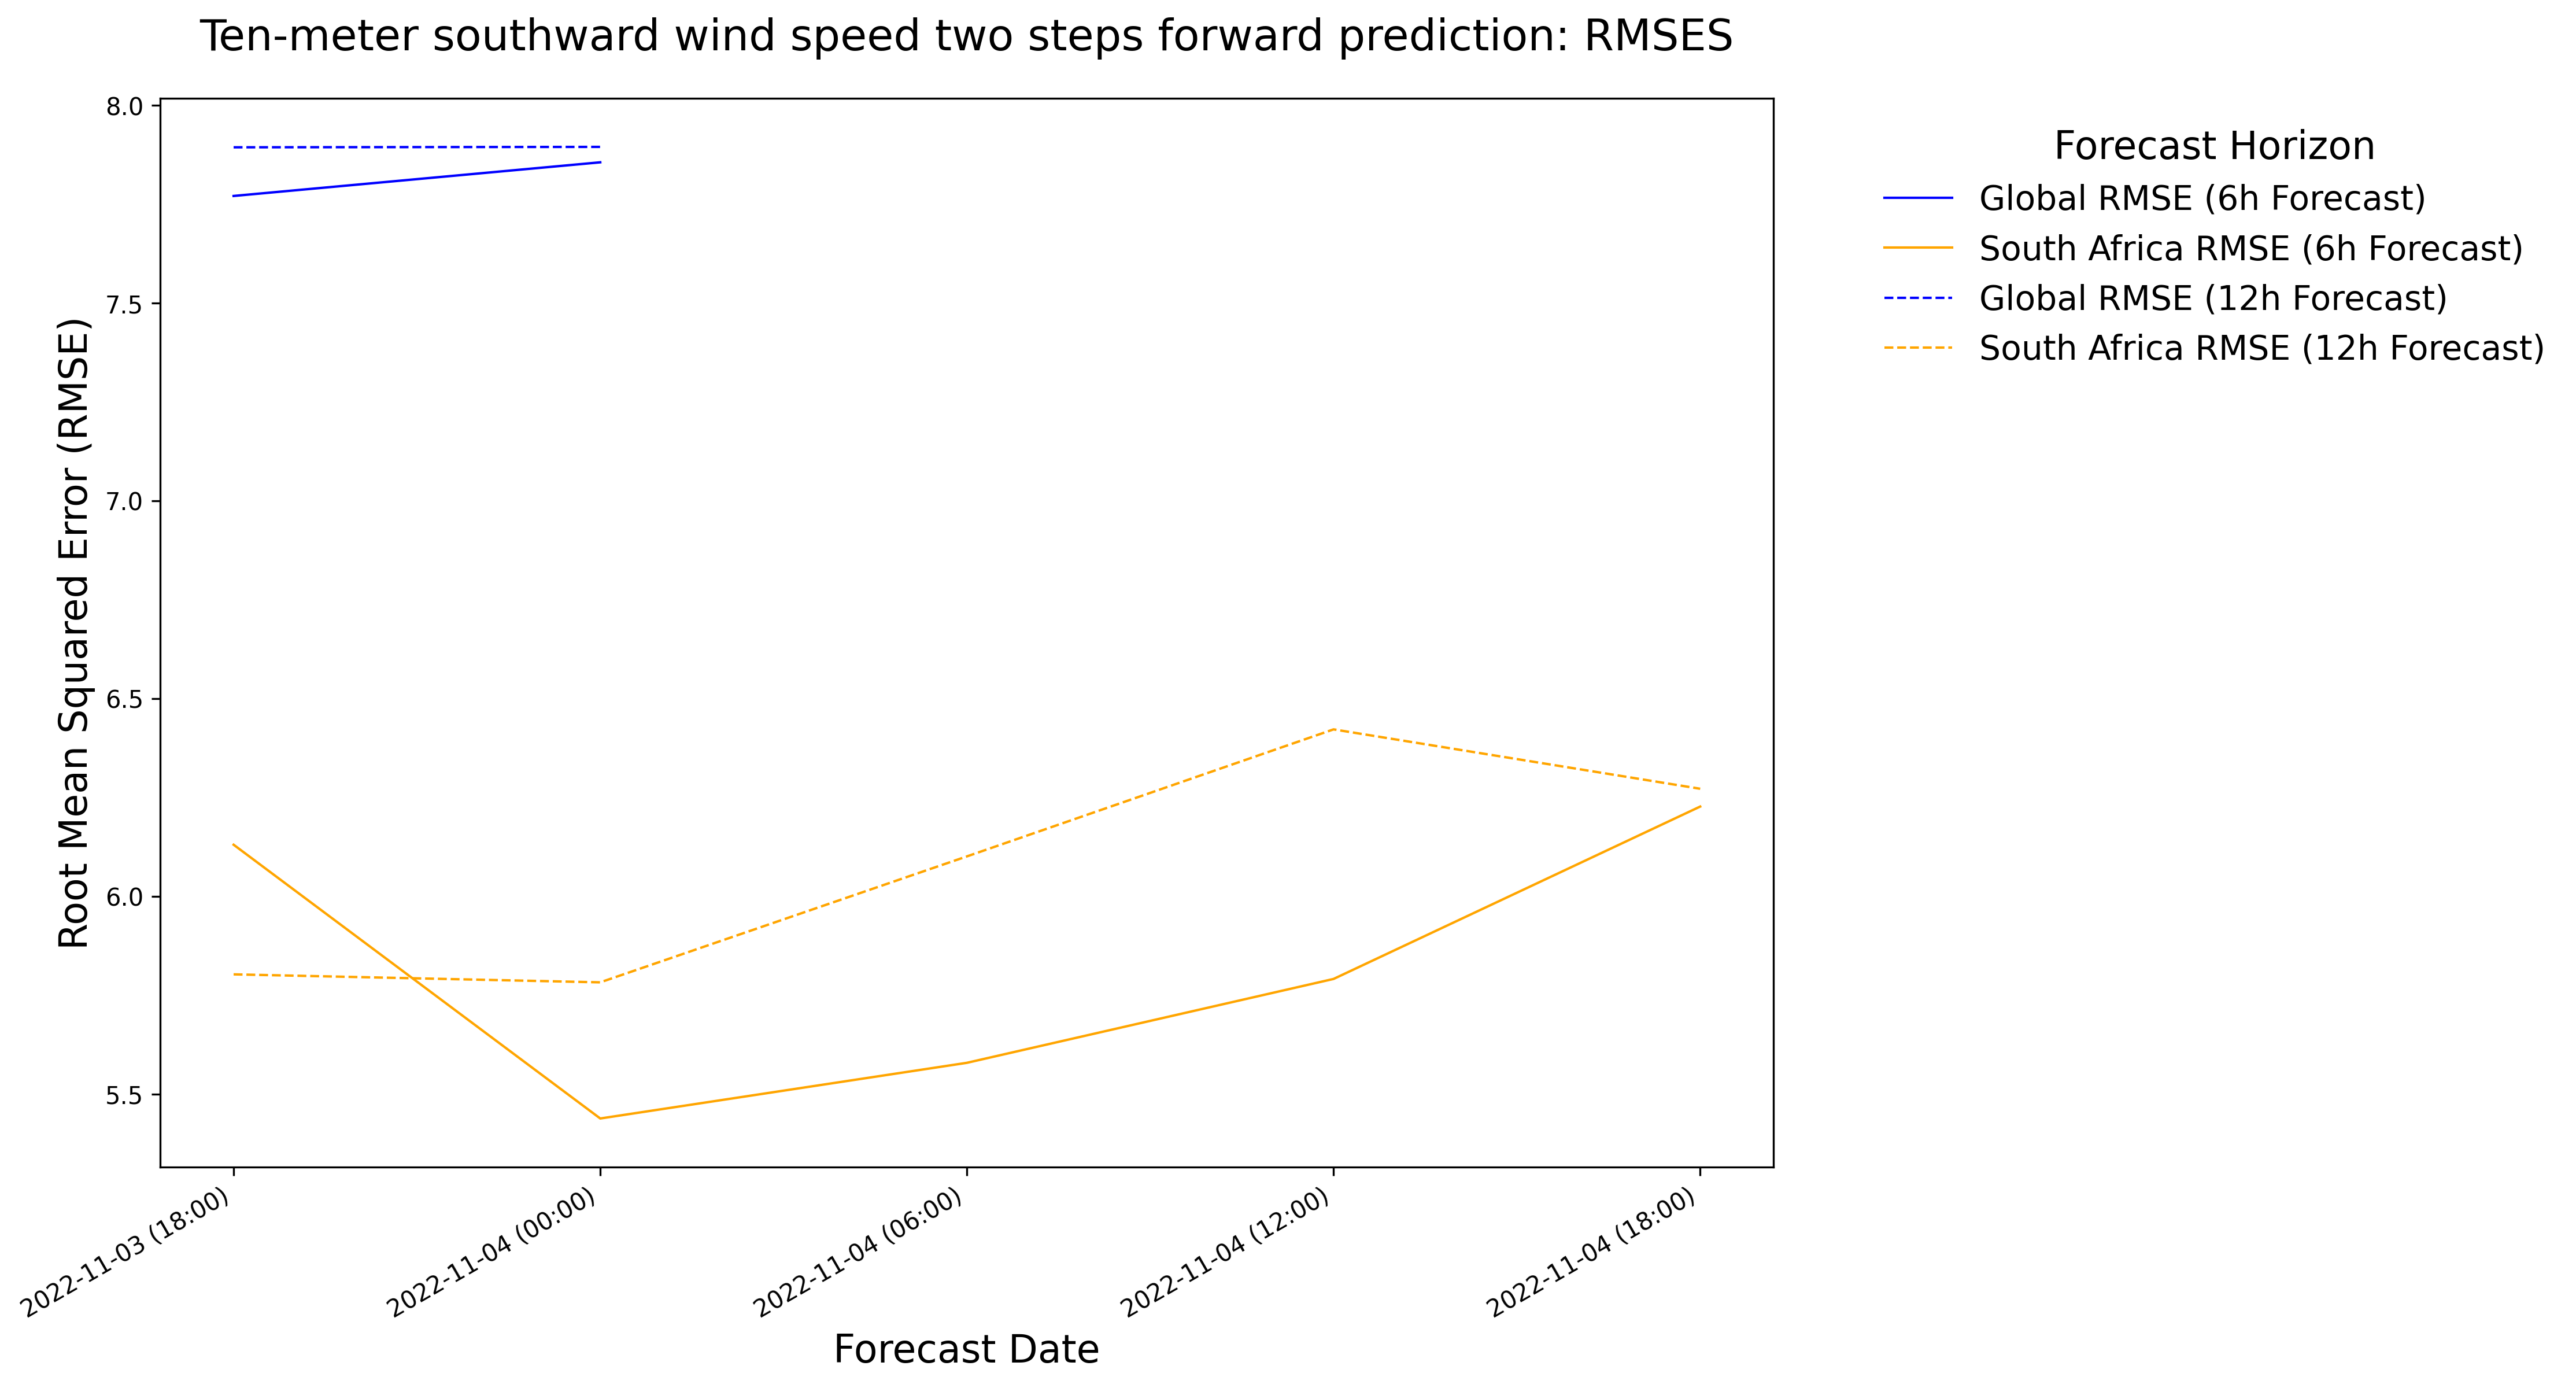 Ten-meter southward wind speed two steps forward prediction: RMSES
Root Mean Squared Error (RMSE)
8.0
7.5
7.0
6.5
6.0
5.5
2022-11-03 (18:00)
2022-11-04 (00:00)
2022-11-04 (06:00)
2022-11-04 (12:00)
2022-11-04 (18:00)
Forecast Date
Forecast Horizon
Global RMSE (6h Forecast)
South Africa RMSE (6h Forecast)
Global RMSE (12h Forecast)
South Africa RMSE (12h Forecast)